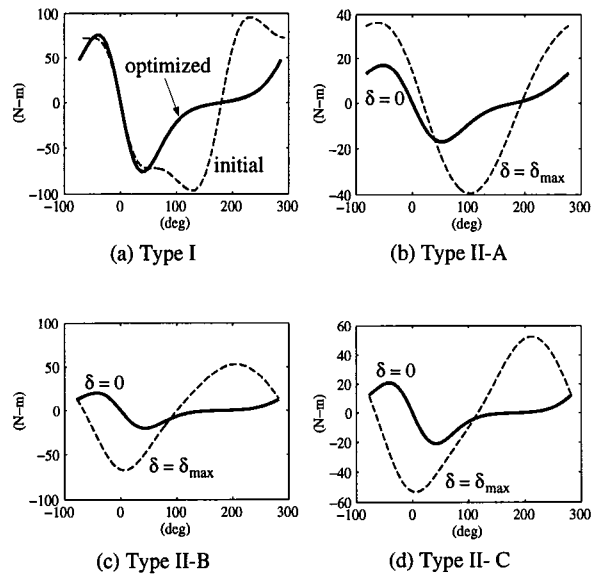 100
50
0
−50
−100
(N−m)
optimized
initial
−100 0 100 200 300
(deg)
(a) Type I
40
20
0
−20
−40
(N−m)
δ = 0
δ = δmax
−100 0 100 200 300
(deg)
(b) Type II-A
100
50
0
−50
−100
(N−m)
δ = 0
δ = δmax
−100 0 100 200 300
(deg)
(c) Type II-B
60
40
20
0
−20
−40
−60
(N−m)
δ = 0
δ = δmax
−100 0 100 200 300
(deg)
(d) Type II- C